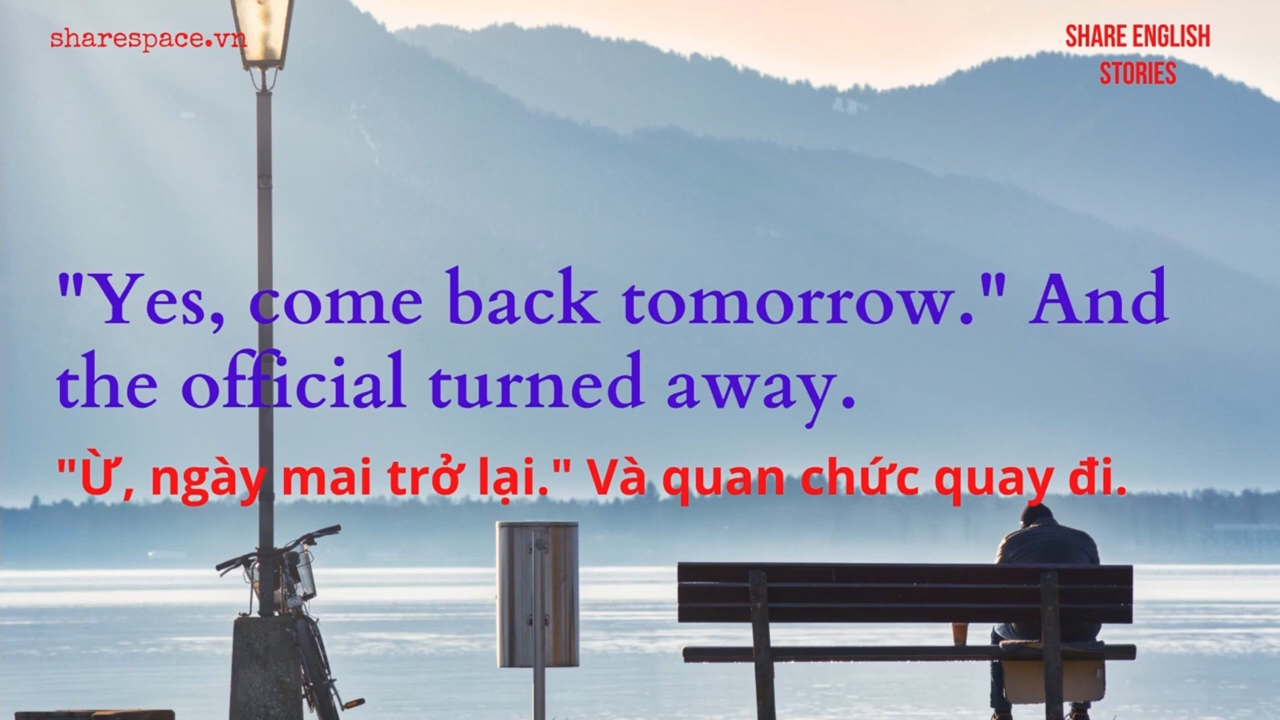 sharespace.vn
SHARE ENGLISH
STORIES
"Yes, come back tomorrow." And
the official turned away.
"Ừ, ngày mai trở lại." Và quan chức quay đi.